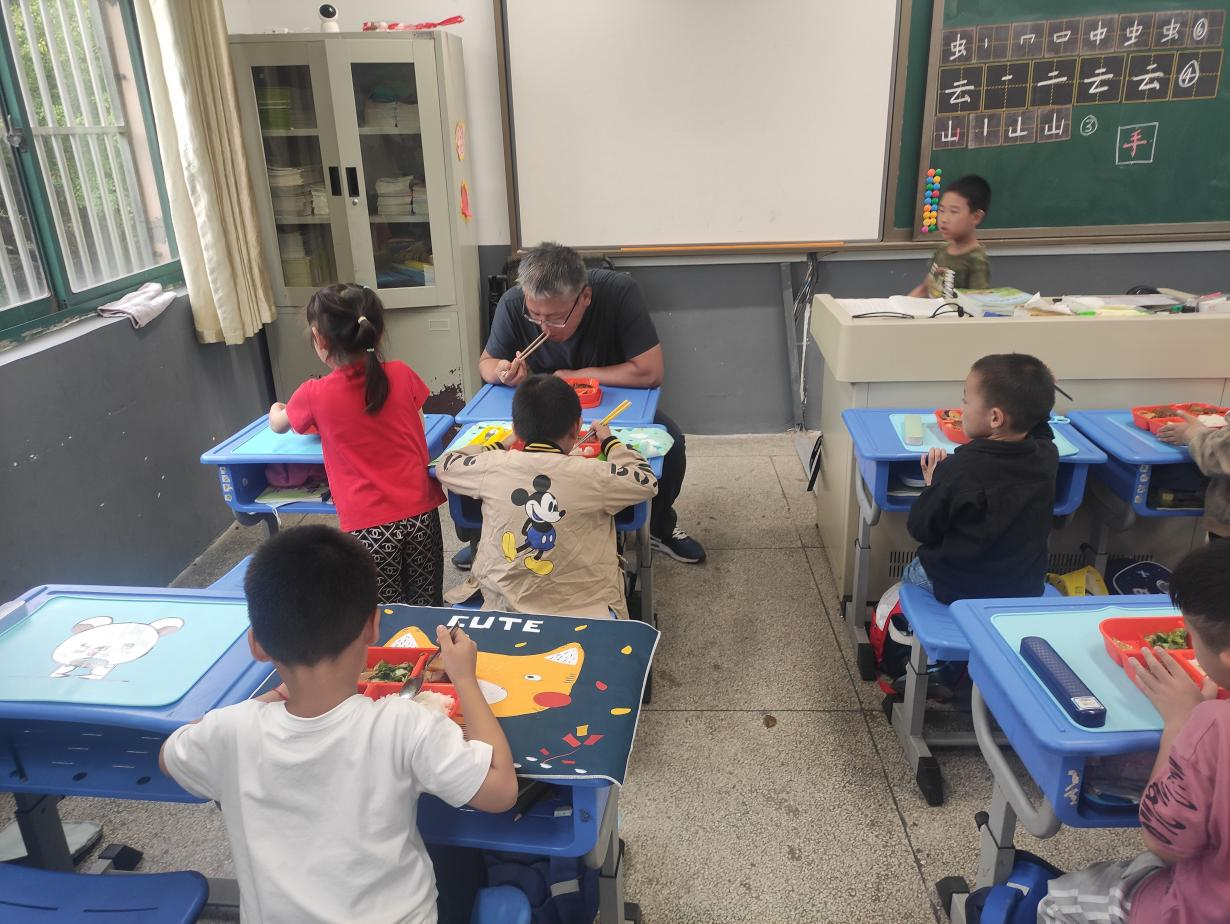 虫 丨 冂 口 中 虫 虫 ⑥
云 一 二 云 云 ④
山 丨 山 山 ③ 手
CUTE